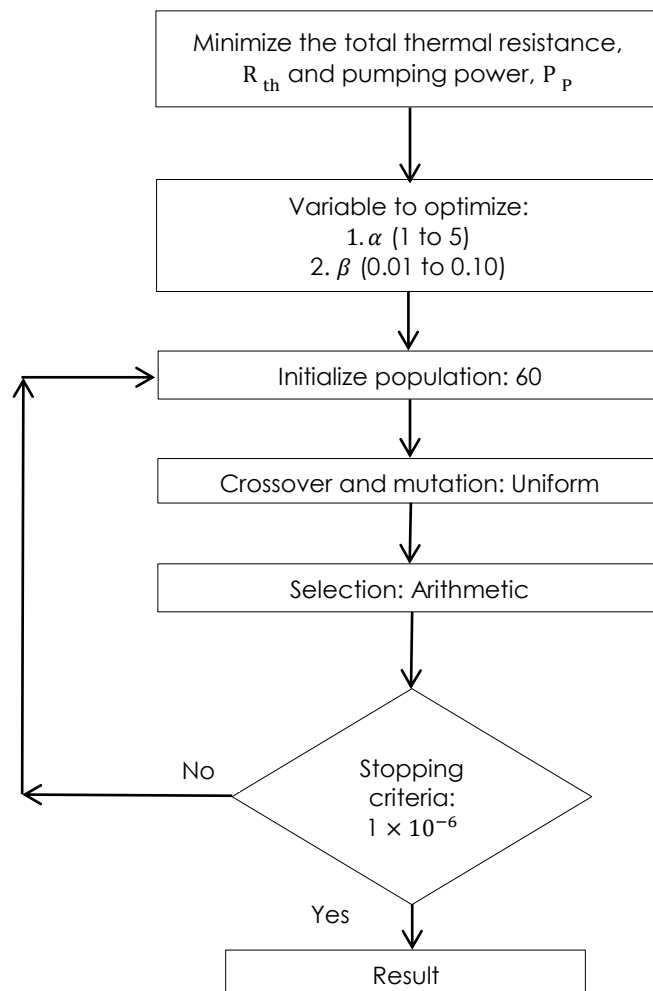 Minimize the total thermal resistance,
R th and pumping power, P P
Variable to optimize:
1. α (1 to 5)
2. β (0.01 to 0.10)
Initialize population: 60
Crossover and mutation: Uniform
Selection: Arithmetic
No
Stopping
criteria:
1 × 10⁻⁶
Yes
Result